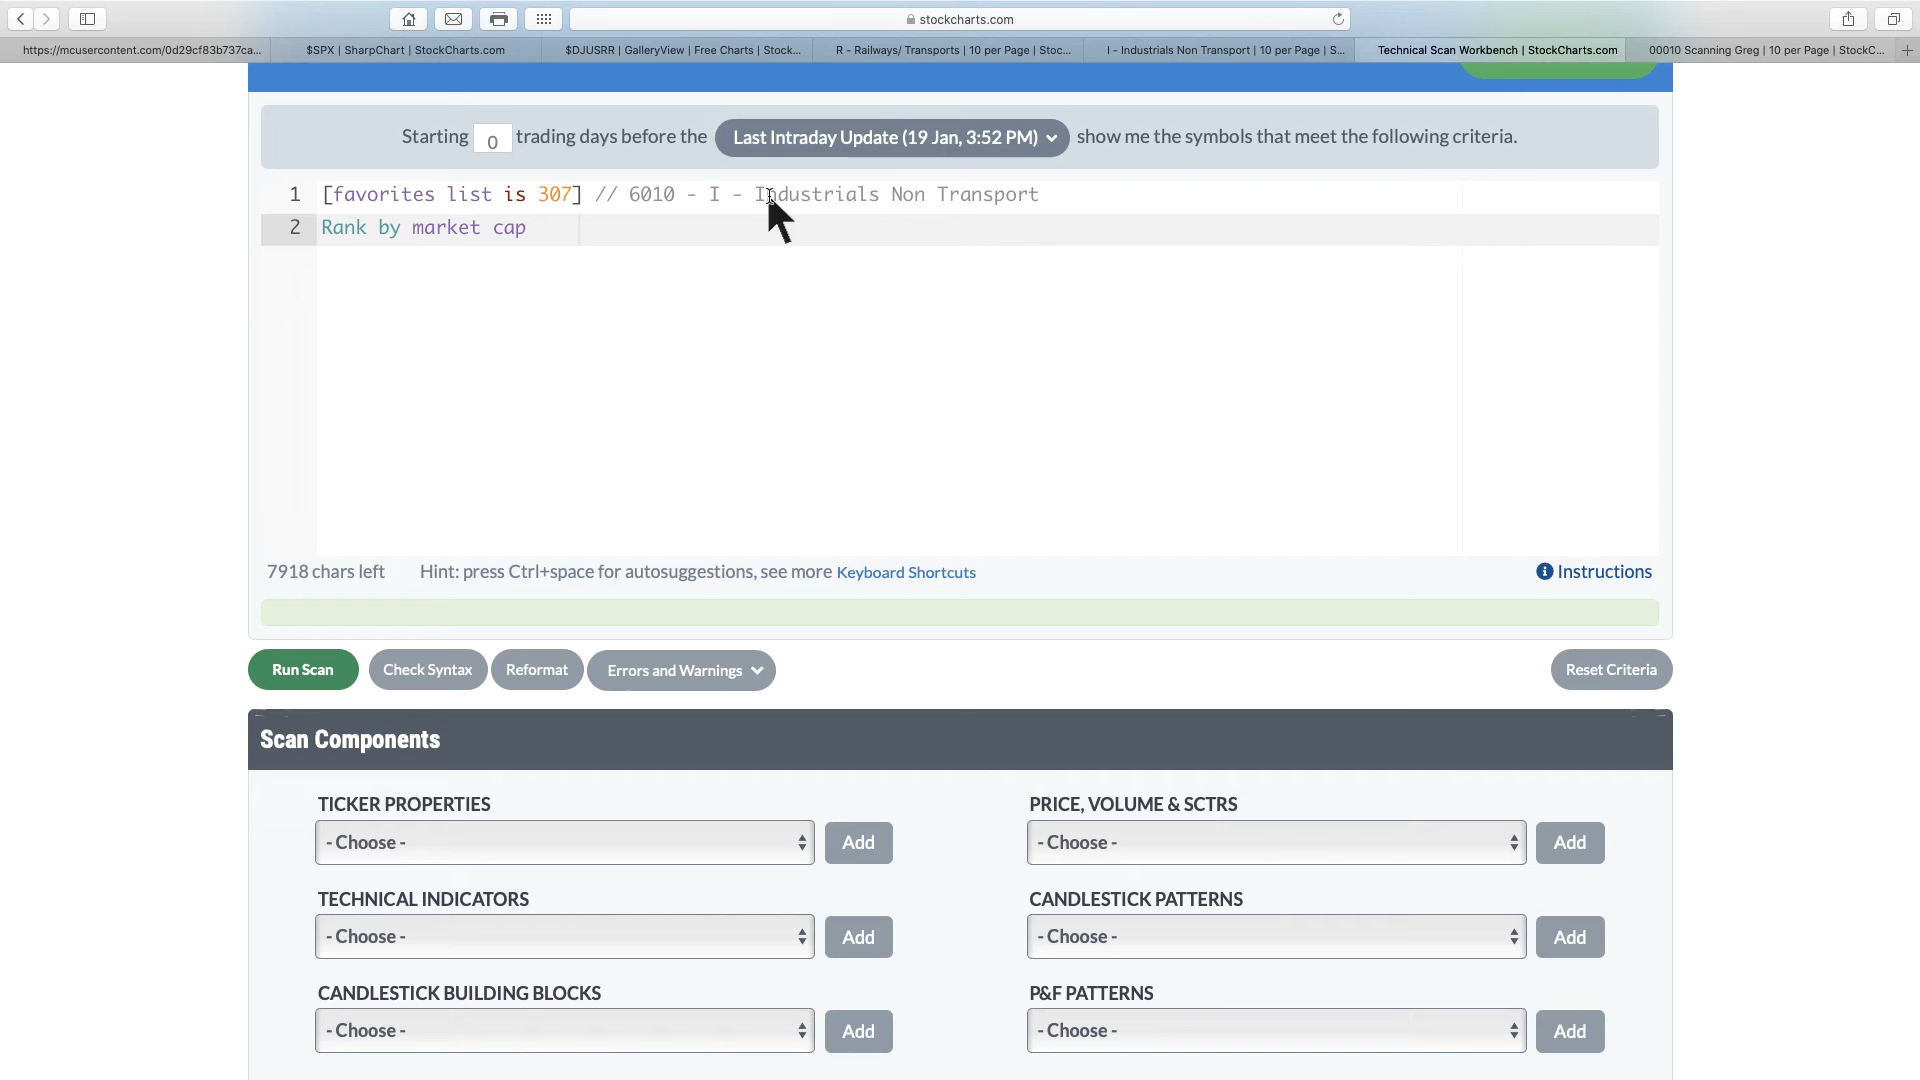 stockcharts.com
https://mcusercontent.com/0d29cf83b737ca...
$SPX | SharpChart | StockCharts.com
$DJUSRR | GalleryView | Free Charts | Stock...
R - Railways/ Transports | 10 per Page | Stoc...
I - Industrials Non Transport | 10 per Page | S...
Technical Scan Workbench | StockCharts.com
00010 Scanning Greg | 10 per Page | StockC...
Starting 0 trading days before the Last Intraday Update (19 Jan, 3:52 PM) show me the symbols that meet the following criteria.
1 [favorites list is 307] // 6010 - I - Industrials Non Transport
2 Rank by market cap
7918 chars left Hint: press Ctrl+space for autosuggestions, see more Keyboard Shortcuts Instructions
Run Scan Check Syntax Reformat Errors and Warnings Reset Criteria
Scan Components
TICKER PROPERTIES
- Choose - Add
PRICE, VOLUME & SCTRS
- Choose - Add
TECHNICAL INDICATORS
- Choose - Add
CANDLESTICK PATTERNS
- Choose - Add
CANDLESTICK BUILDING BLOCKS
- Choose - Add
P&F PATTERNS
- Choose - Add